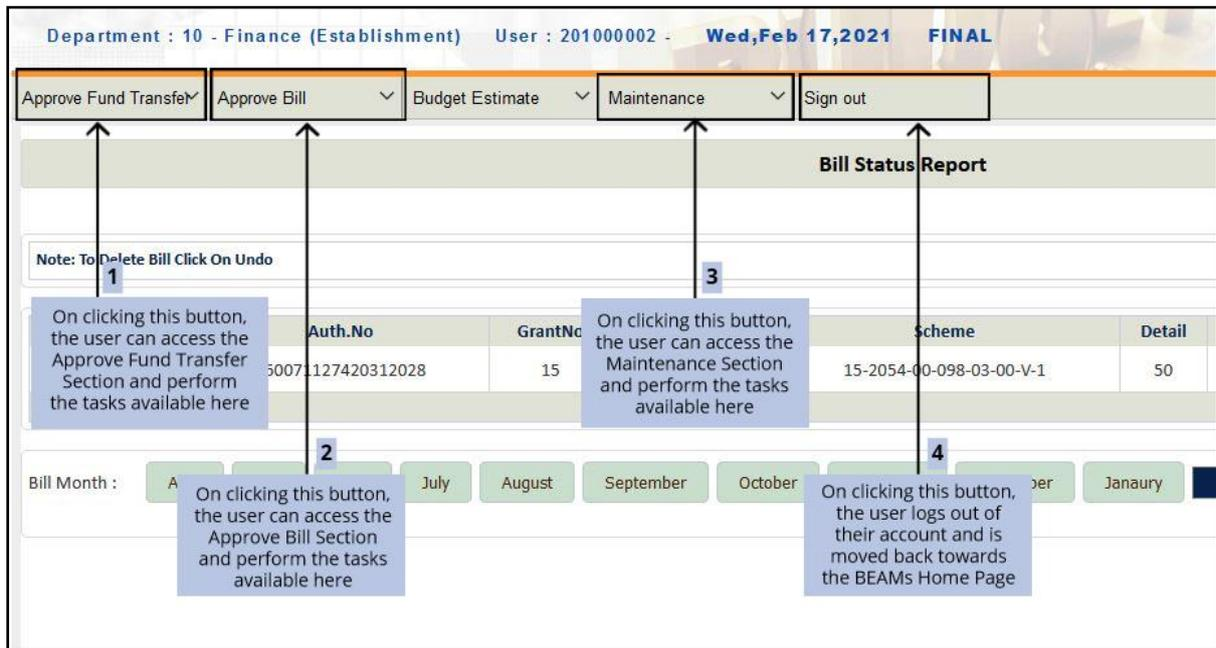 Department : 10 - Finance (Establishment) User : 201000002 - Wed,Feb 17,2021 FINAL
Approve Fund Transfer Approve Bill Budget Estimate Maintenance Sign out
Bill Status Report
Note: To Delete Bill Click On Undo
1
On clicking this button,
the user can access the
Approve Fund Transfer
Section and perform
the tasks available here
3
On clicking this button,
the user can access the
Maintenance Section
and perform the tasks
available here
Auth.No GrantNo Scheme Detail
50071127420312028 15 15-2054-00-098-03-00-V-1 50
Bill Month : July August September October Janaury
2
On clicking this button,
the user can access the
Approve Bill Section
and perform the tasks
available here
4
On clicking this button,
the user logs out of
their account and is
moved back towards
the BEAMs Home Page